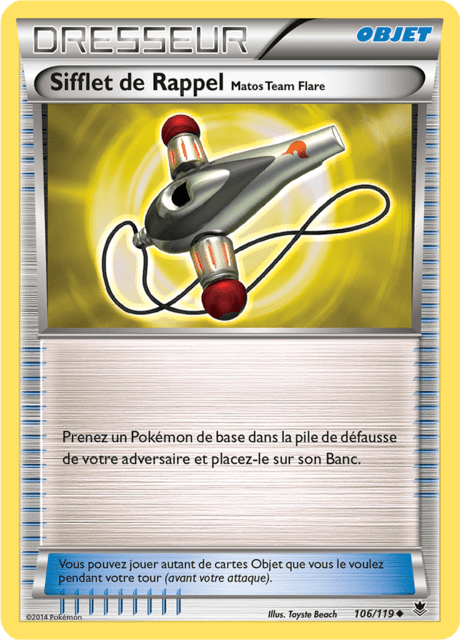 DRESSEUR
OBJET
Sifflet de Rappel Matos Team Flare
Prenez un Pokémon de base dans la pile de défausse
de votre adversaire et placez-le sur son Banc.
Vous pouvez jouer autant de cartes Objet que vous le voulez
pendant votre tour (avant votre attaque).
©2014 Pokémon
Illus. Toyste Beach
106/119